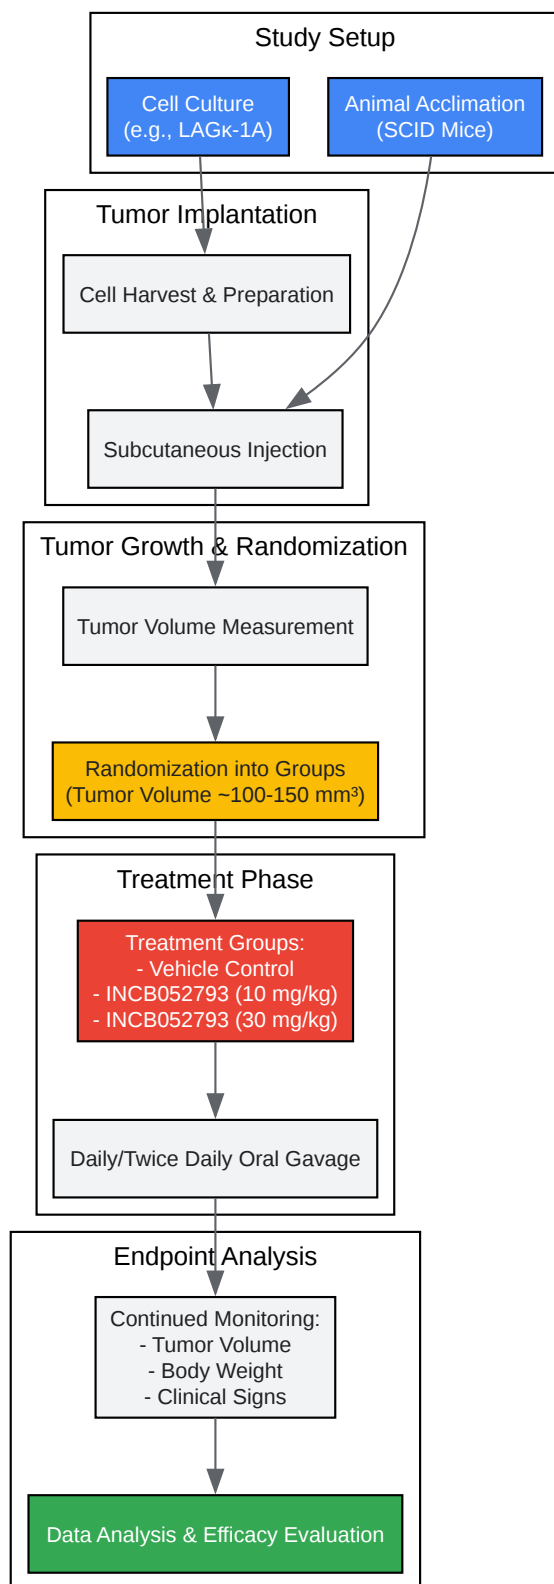 Study Setup
Cell Culture
(e.g., LAGκ-1A)
Animal Acclimation
(SCID Mice)
Tumor Implantation
Cell Harvest & Preparation
Subcutaneous Injection
Tumor Growth & Randomization
Tumor Volume Measurement
Randomization into Groups
(Tumor Volume ~100-150 mm³)
Treatment Phase
Treatment Groups:
- Vehicle Control
- INCB052793 (10 mg/kg)
- INCB052793 (30 mg/kg)
Daily/Twice Daily Oral Gavage
Endpoint Analysis
Continued Monitoring:
- Tumor Volume
- Body Weight
- Clinical Signs
Data Analysis & Efficacy Evaluation